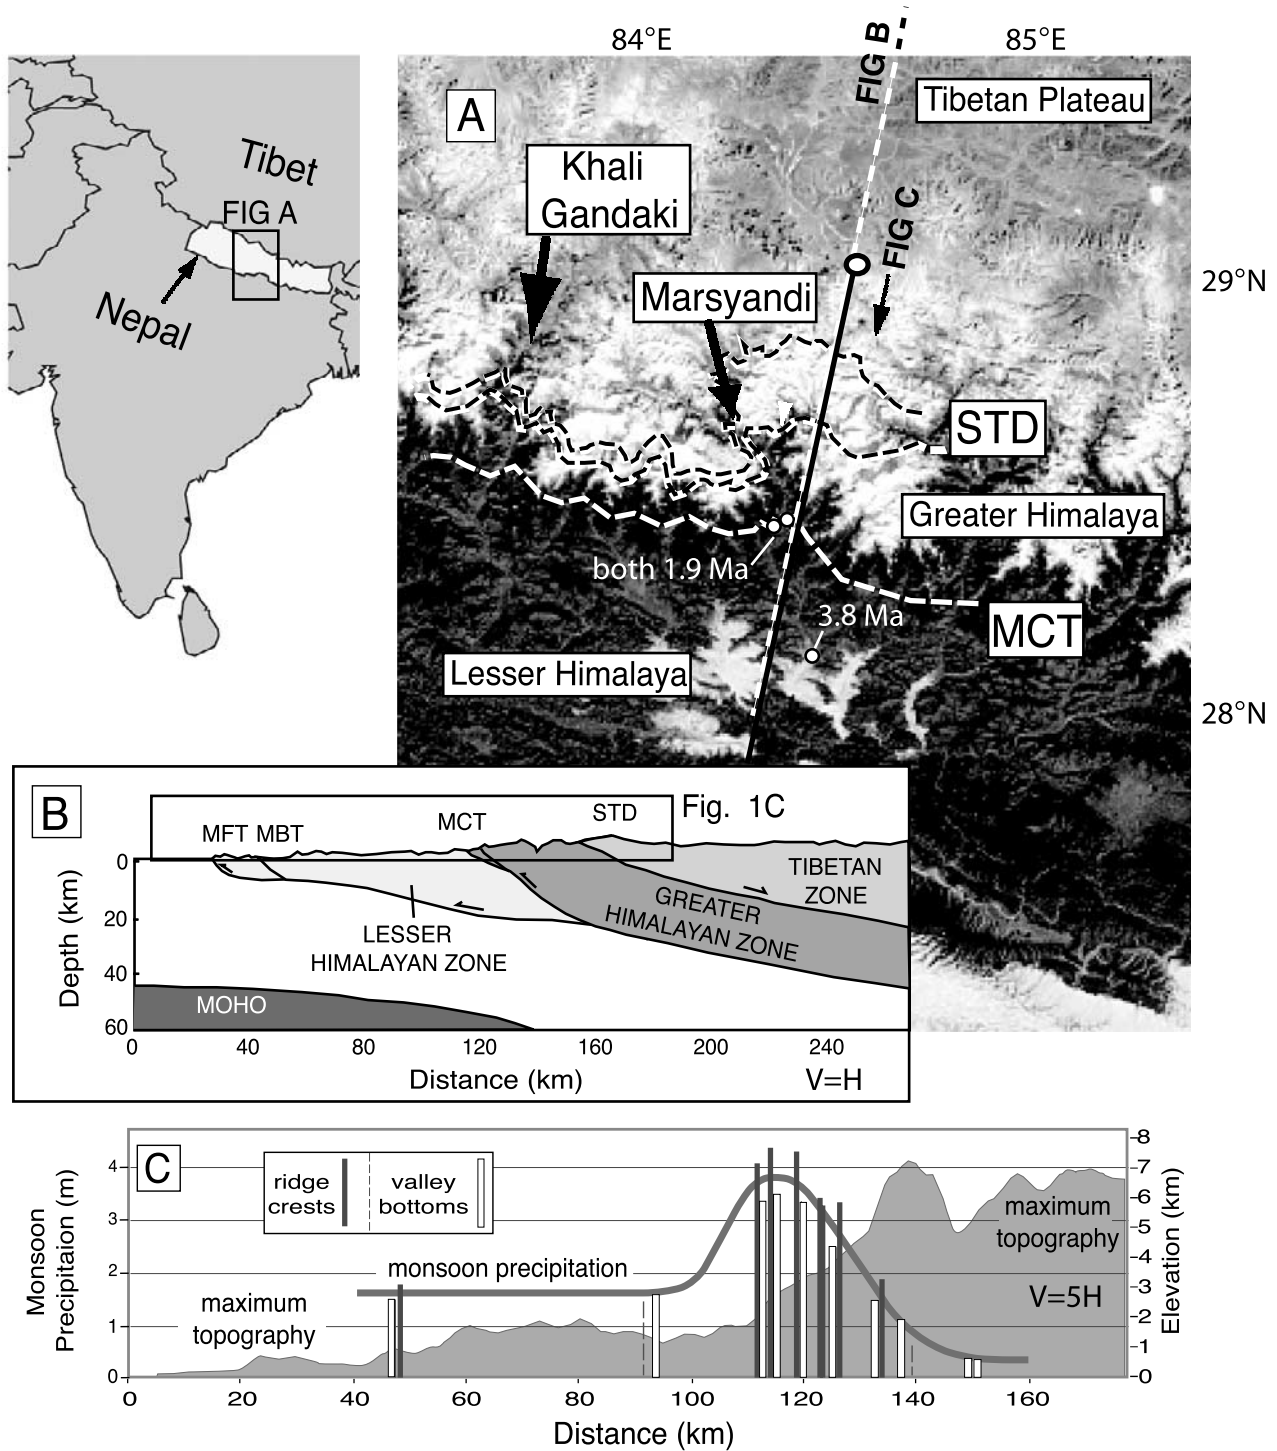 Tibet
FIG A
Nepal
84°E
85°E
29°N
28°N
A
FIG B
Tibetan Plateau
Khali
Gandaki
FIG C
Marsyandi
STD
Greater Himalaya
both 1.9 Ma
3.8 Ma
MCT
Lesser Himalaya
B
Fig. 1C
MFT MBT
MCT
STD
TIBETAN
ZONE
GREATER
HIMALAYAN ZONE
LESSER
HIMALAYAN ZONE
MOHO
Depth (km)
0
20
40
60
0 40 80 120 160 200 240
Distance (km)
V=H
C
ridge
crests
valley
bottoms
monsoon precipitation
maximum
topography
maximum
topography
V=5H
Monsoon
Precipitaion (m)
4
3
2
1
0
Elevation (km)
8
7
6
5
4
3
2
1
0
0 20 40 60 80 100 120 140 160
Distance (km)